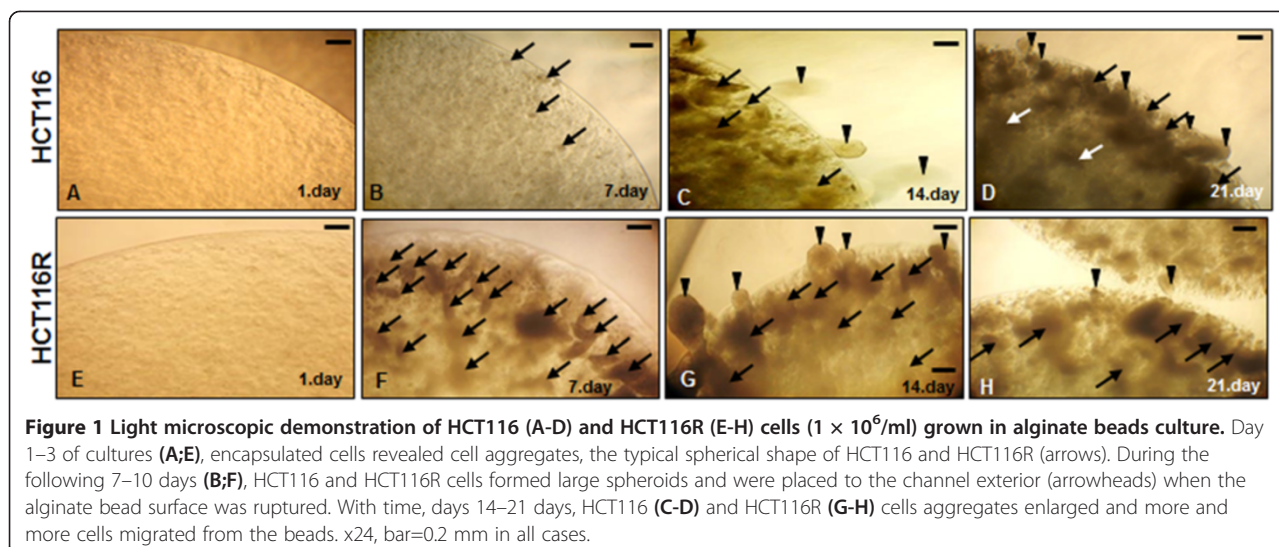 HCT116
A
1.day
B
7.day
C
14.day
D
21.day
HCT116R
E
1.day
F
7.day
G
14.day
H
21.day
Figure 1 Light microscopic demonstration of HCT116 (A-D) and HCT116R (E-H) cells (1 × 10⁶/ml) grown in alginate beads culture. Day
1–3 of cultures (A;E), encapsulated cells revealed cell aggregates, the typical spherical shape of HCT116 and HCT116R (arrows). During the
following 7–10 days (B;F), HCT116 and HCT116R cells formed large spheroids and were placed to the channel exterior (arrowheads) when the
alginate bead surface was ruptured. With time, days 14–21 days, HCT116 (C-D) and HCT116R (G-H) cells aggregates enlarged and more and
more cells migrated from the beads. x24, bar=0.2 mm in all cases.